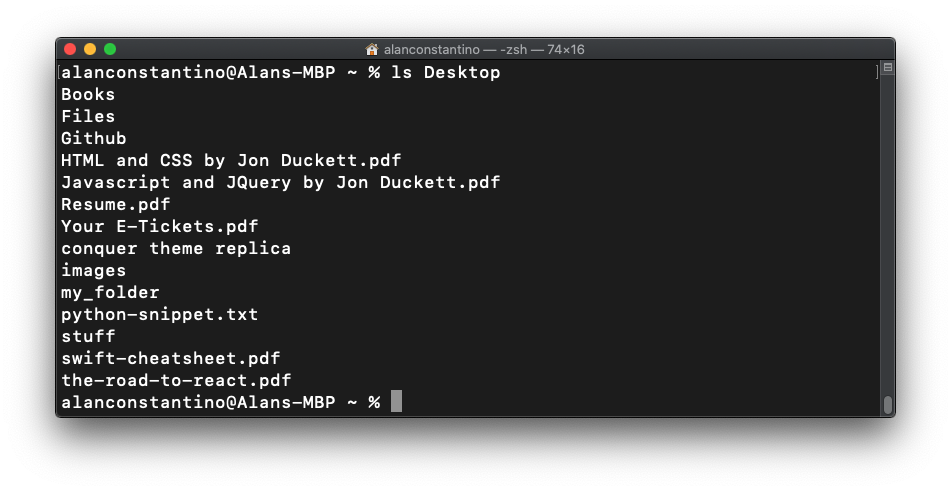 alanconstantino — -zsh — 74×16
[alanconstantino@Alans-MBP ~ % ls Desktop ]
Books
Files
Github
HTML and CSS by Jon Duckett.pdf
Javascript and JQuery by Jon Duckett.pdf
Resume.pdf
Your E-Tickets.pdf
conquer theme replica
images
my_folder
python-snippet.txt
stuff
swift-cheatsheet.pdf
the-road-to-react.pdf
alanconstantino@Alans-MBP ~ %